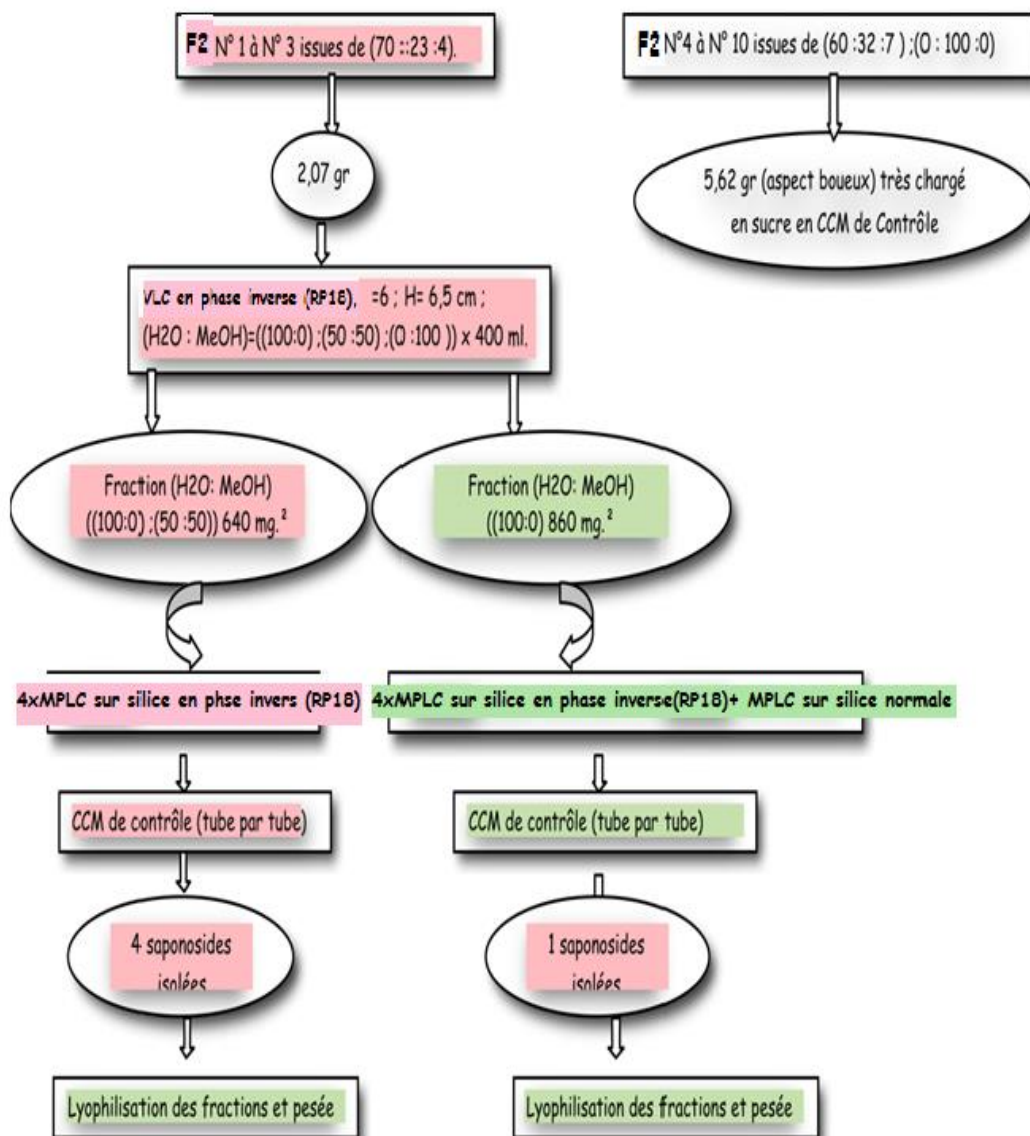 F2 N° 1 à N° 3 issues de (70 ::23 :4).
F2 N°4 à N° 10 issues de (60 :32 :7 ) ;(0 : 100 :0)
2,07 gr
5,62 gr (aspect boueux) très chargé
en sucre en CCM de Contrôle
VLC en phase inverse (RP18), =6 ; H= 6,5 cm ;
(H2O : MeOH)=((100:0) ;(50 :50) ;(0 :100 )) x 400 ml.
Fraction (H2O: MeOH)
((100:0) ;(50 :50)) 640 mg.²
Fraction (H2O: MeOH)
((100:0) 860 mg.²
4xMPLC sur silice en phse invers (RP18)
4xMPLC sur silice en phase inverse(RP18)+ MPLC sur silice normale
CCM de contrôle (tube par tube)
CCM de contrôle (tube par tube)
4 saponosides
isolées
1 saponosides
isolées
Lyophilisation des fractions et pesée
Lyophilisation des fractions et pesée